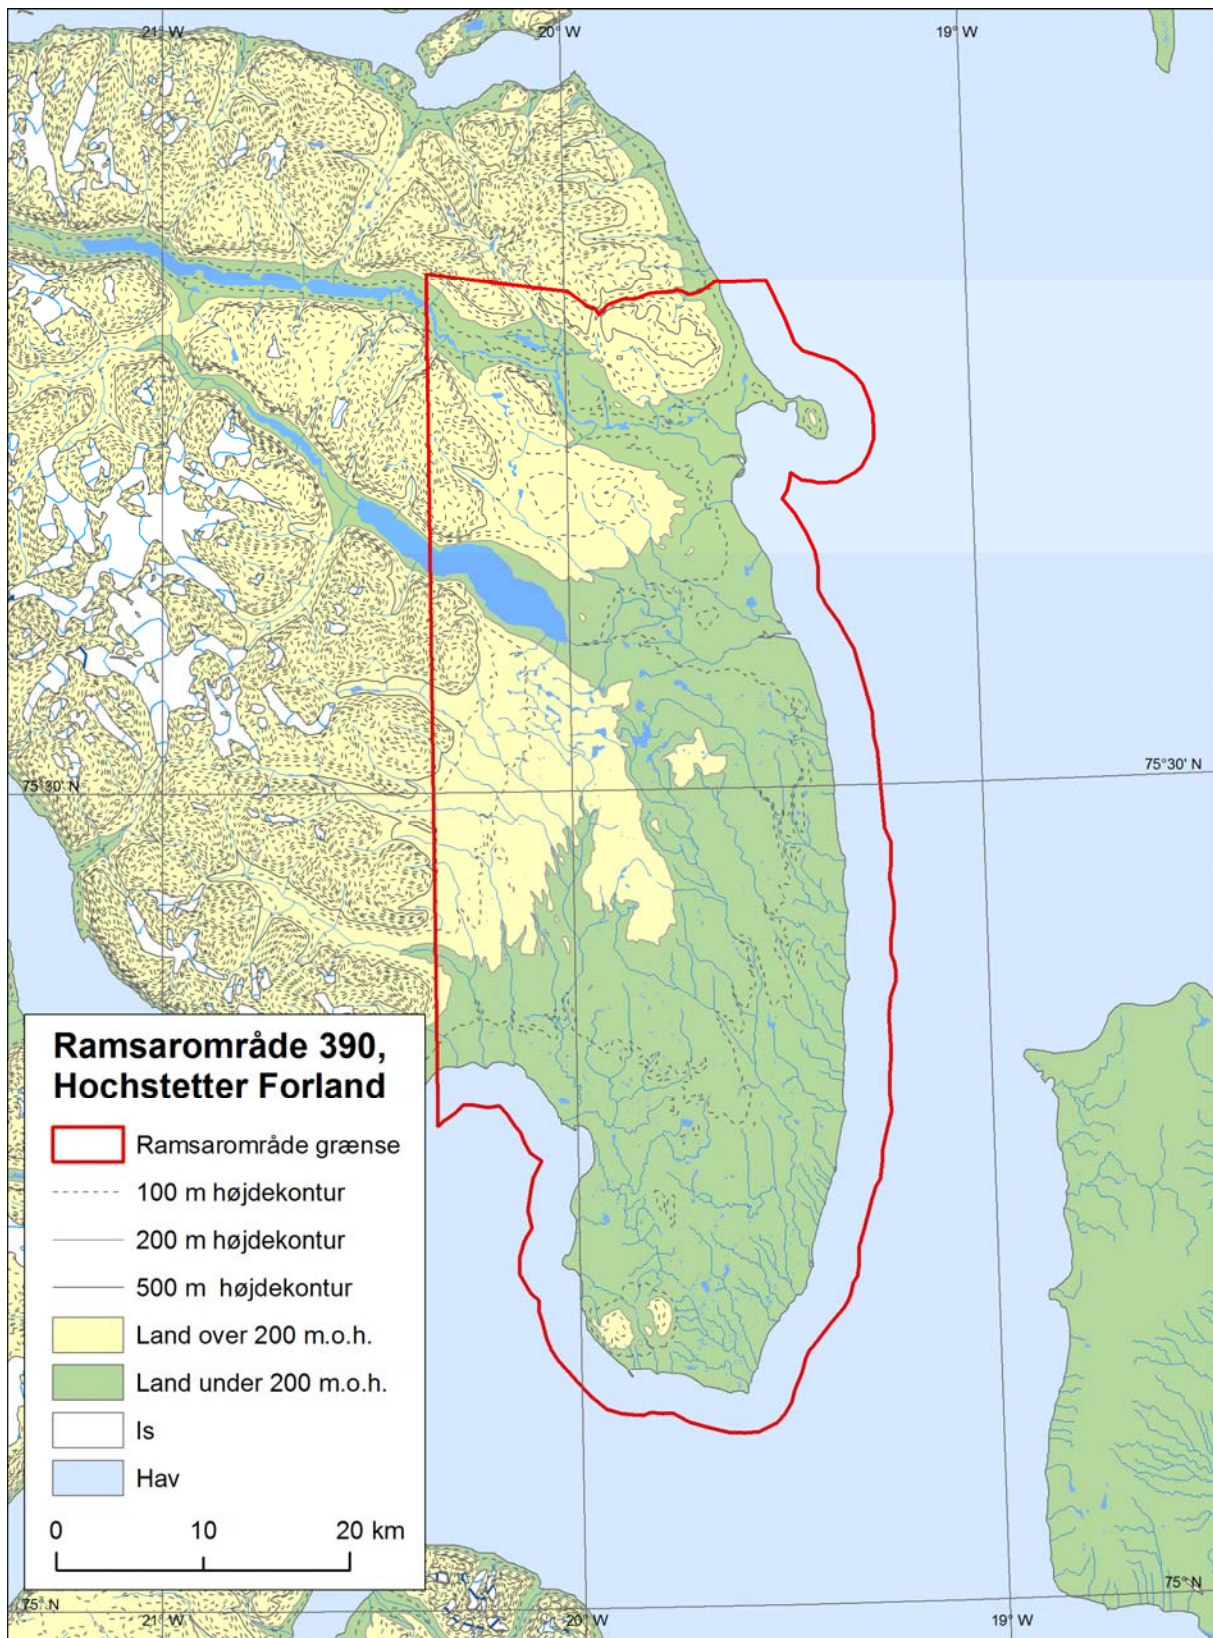 21° W
20° W
19° W
75°30' N
75°30' N
Ramsarområde 390,
Hochstetter Forland
Ramsarområde grænse
100 m højdekontur
200 m højdekontur
500 m højdekontur
Land over 200 m.o.h.
Land under 200 m.o.h.
Is
Hav
0 10 20 km
75° N
75° N
21° W
20° W
19° W